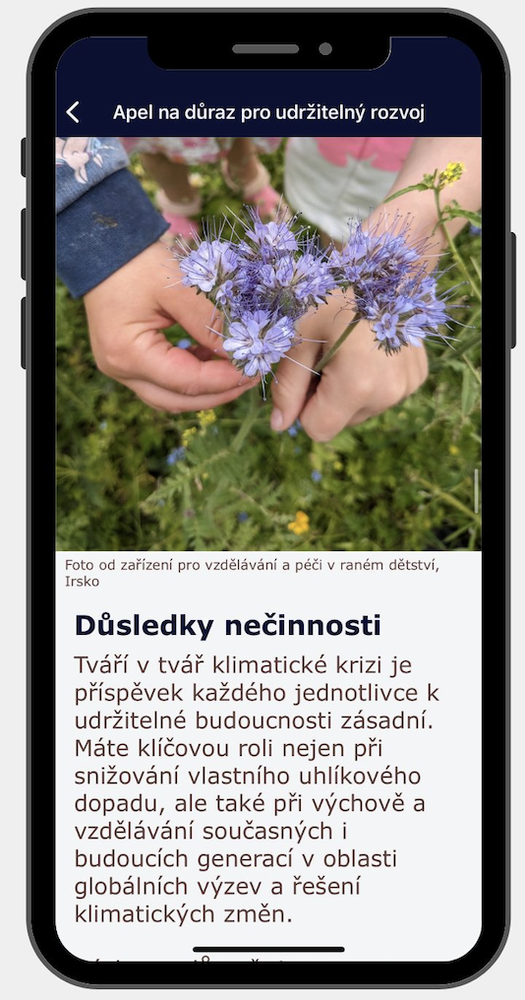 Apel na důraz pro udržitelný rozvoj
Foto od zařízení pro vzdělávání a péči v raném dětství,
Irsko
Důsledky nečinnosti
Tváří v tvář klimatické krizi je
příspěvek každého jednotlivce k
udržitelné budoucnosti zásadní.
Máte klíčovou roli nejen při
snižování vlastního uhlíkového
dopadu, ale také při výchově a
vzdělávání současných i
budoucích generací v oblasti
globálních výzev a řešení
klimatických změn.